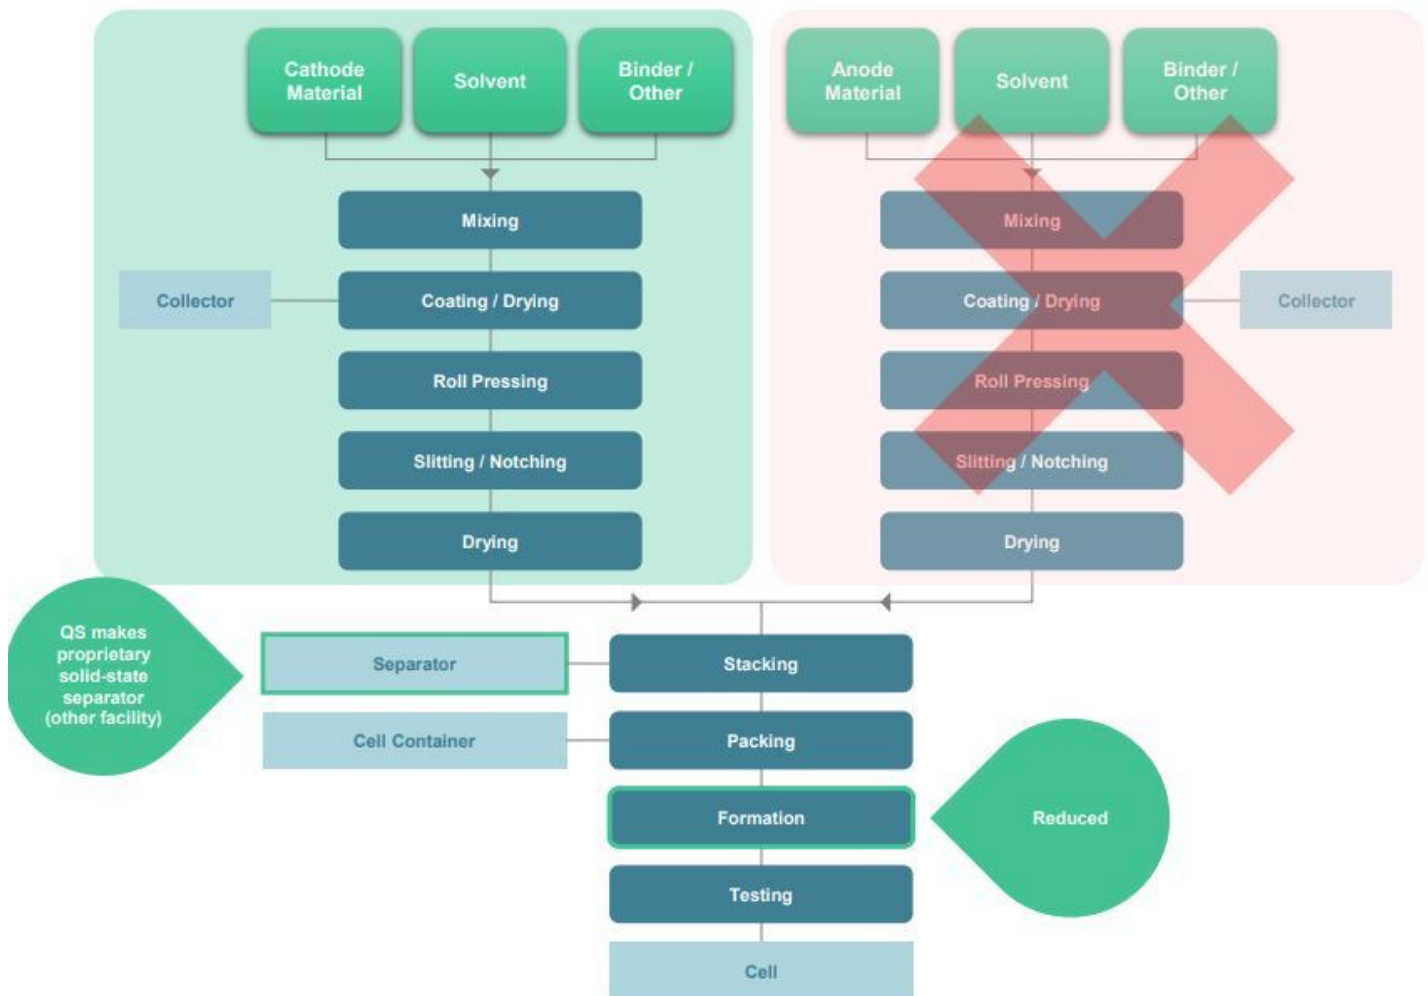 Cathode
Material
Solvent
Binder /
Other
Anode
Material
Solvent
Binder /
Other
Mixing
Mixing
Collector
Coating / Drying
Coating / Drying
Collector
Roll Pressing
Roll Pressing
Slitting / Notching
Slitting / Notching
Drying
Drying
QS makes
proprietary
solid-state
separator
(other facility)
Separator
Stacking
Cell Container
Packing
Formation
Reduced
Testing
Cell